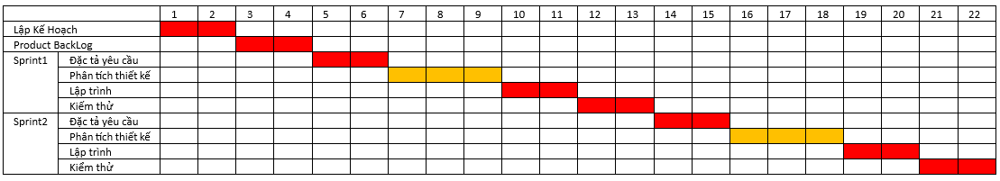 1 2 3 4 5 6 7 8 9 10 11 12 13 14 15 16 17 18 19 20 21 22
Lập Kế Hoạch
Product BackLog
Sprint1 Đặc tả yêu cầu
Phân tích thiết kế
Lập trình
Kiểm thử
Sprint2 Đặc tả yêu cầu
Phân tích thiết kế
Lập trình
Kiểm thử